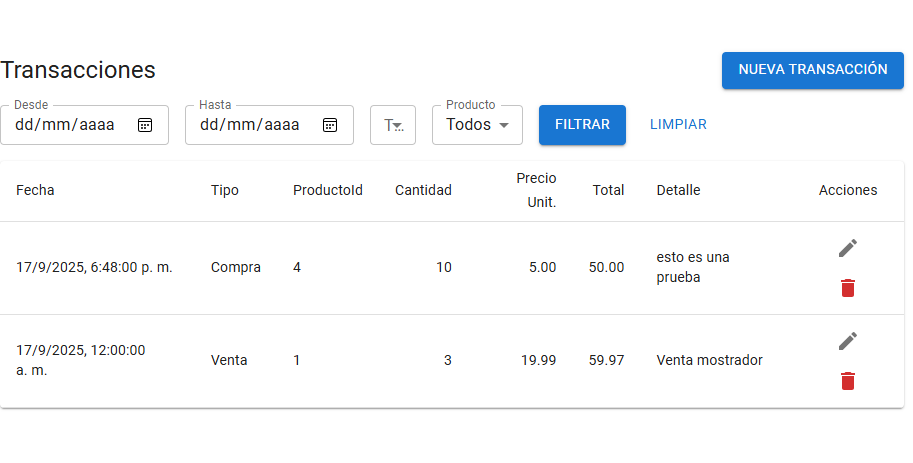 Transacciones
NUEVA TRANSACCIÓN
Desde
dd/mm/aaaa
Hasta
dd/mm/aaaa
T...
Producto
Todos
FILTRAR
LIMPIAR
Fecha Tipo ProductoId Cantidad Precio Unit. Total Detalle Acciones
17/9/2025, 6:48:00 p. m. Compra 4 10 5.00 50.00 esto es una
prueba
17/9/2025, 12:00:00
a. m. Venta 1 3 19.99 59.97 Venta mostrador